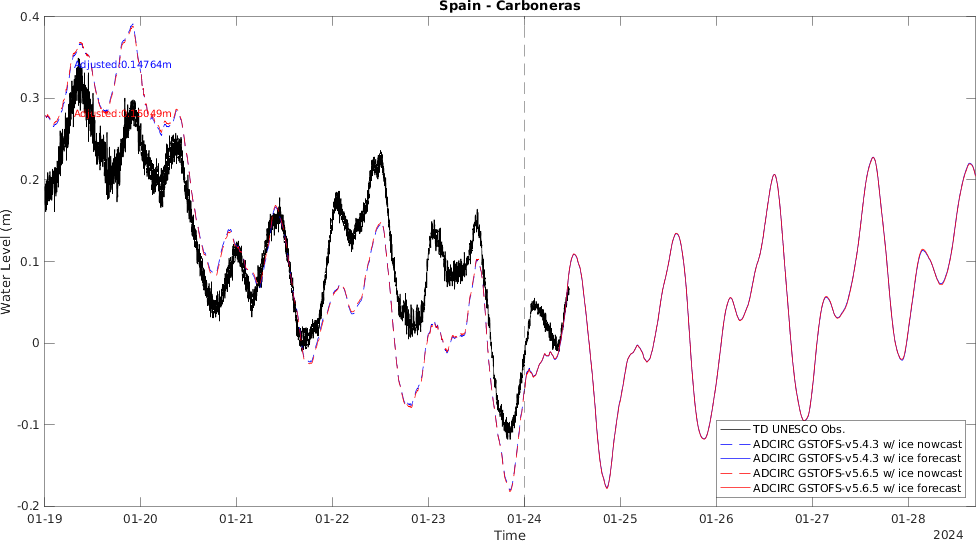 Spain - Carboneras
0.4
0.3
0.2
0.1
0
-0.1
-0.2
Water Level (m)
Adjusted:0.14764m
Adjusted:0.15049m
TD UNESCO Obs.
ADCIRC GSTOFS-v5.4.3 w/ ice nowcast
ADCIRC GSTOFS-v5.4.3 w/ ice forecast
ADCIRC GSTOFS-v5.6.5 w/ ice nowcast
ADCIRC GSTOFS-v5.6.5 w/ ice forecast
01-19 01-20 01-21 01-22 01-23 01-24 01-25 01-26 01-27 01-28
Time
2024